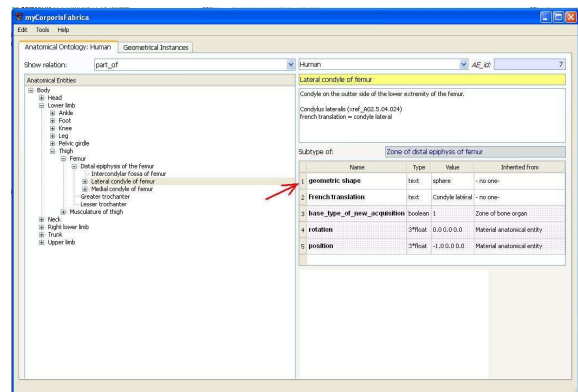 myCorporisFabrica
Edit Tools Help
Anatomical Ontology: Human Geometrical Instances
Show relation: part_of Human AE_id: 7
Anatomical Entities
Body
Head
Lower limb
Ankle
Foot
Knee
Leg
Pelvic girdle
Thigh
Femur
Distal epiphysis of the femur
Intercondylar fossa of femur
Lateral condyle of femur
Medial condyle of femur
Greater trochanter
Lesser trochanter
Musculature of thigh
Neck
Right lower limb
Trunk
Upper limb
Lateral condyle of femur
Condyle on the outter side of the lower extremity of the femur.
Condylus lateralis (xref_A02.5.04.024)
french translation = condyle lateral
Subtype of: Zone of distal epiphysis of femur
Name Type Value Inherited from
1 geometric shape text sphere - no one-
2 French translation text Condyle latéral - no one-
3 base_type_of_new_acquisition boolean 1 Zone of bone organ
4 rotation 3*float 0.0 0.0 0.0 Material anatomical entity
5 position 3*float -1.0 0.0 0.0 Material anatomical entity